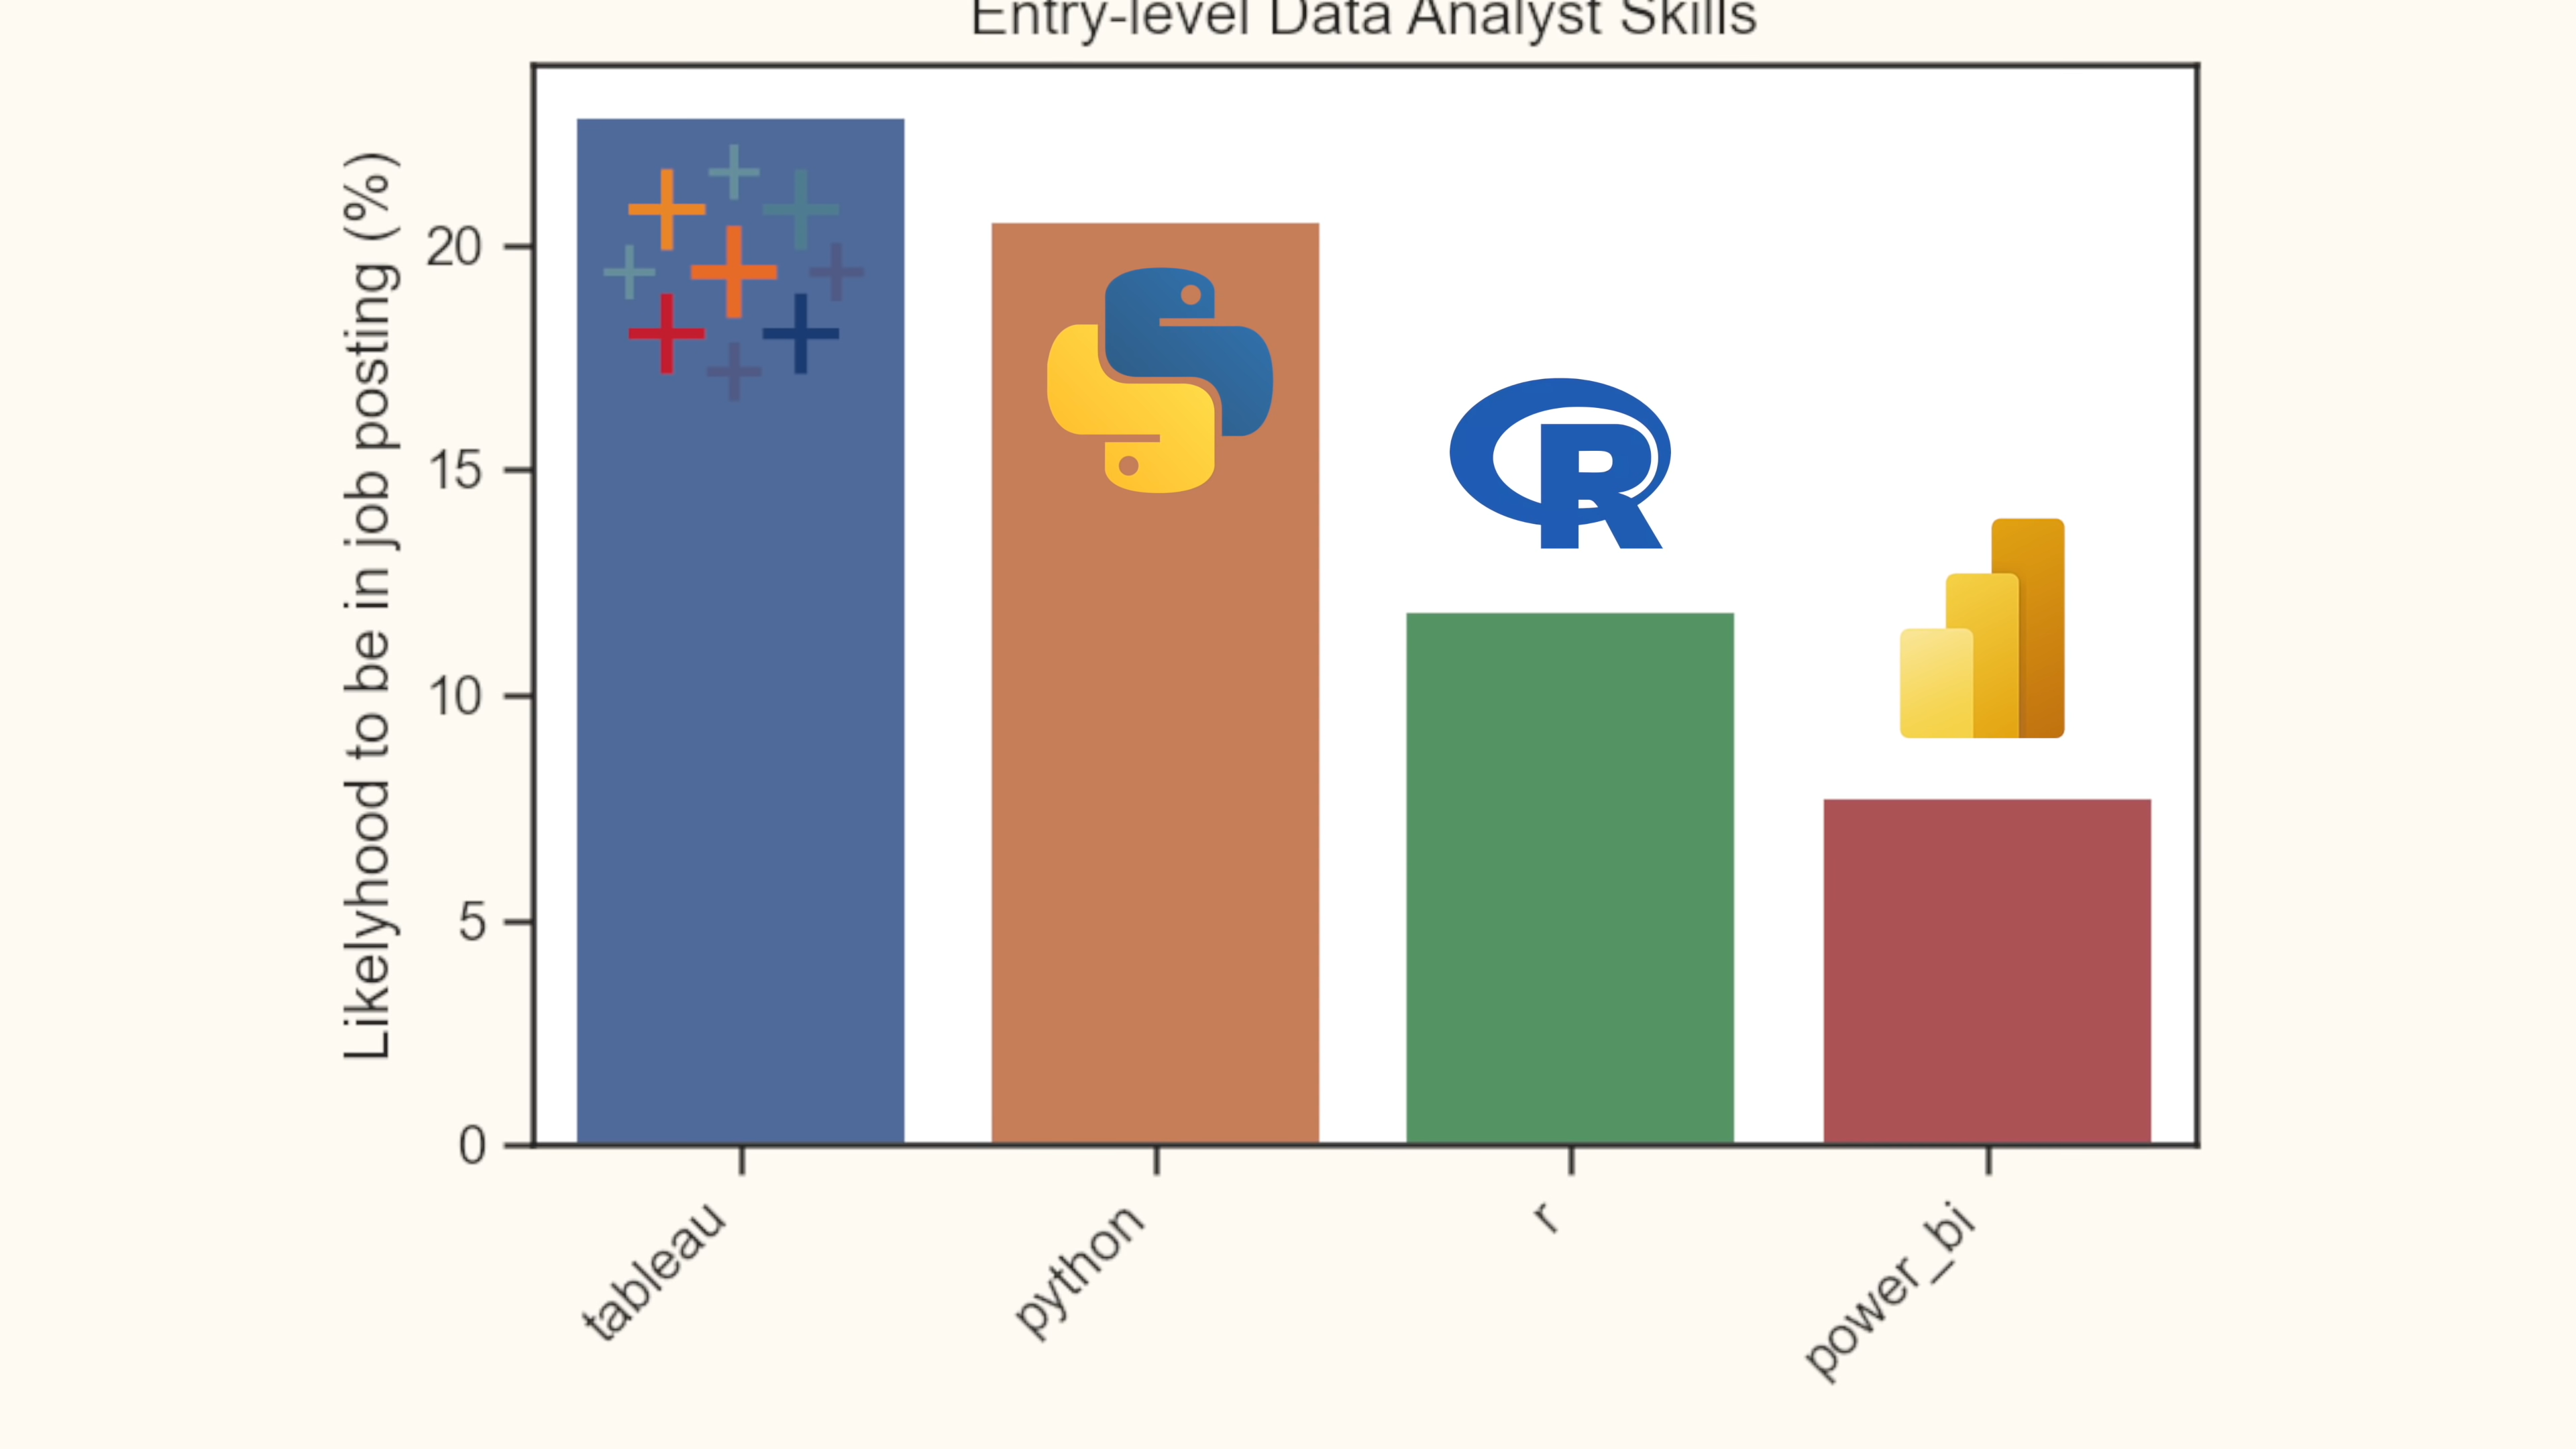 Entry-level Data Analyst Skills
Likelyhood to be in job posting (%)
20
15
10
5
0
R
tableau
python
r
power_bi